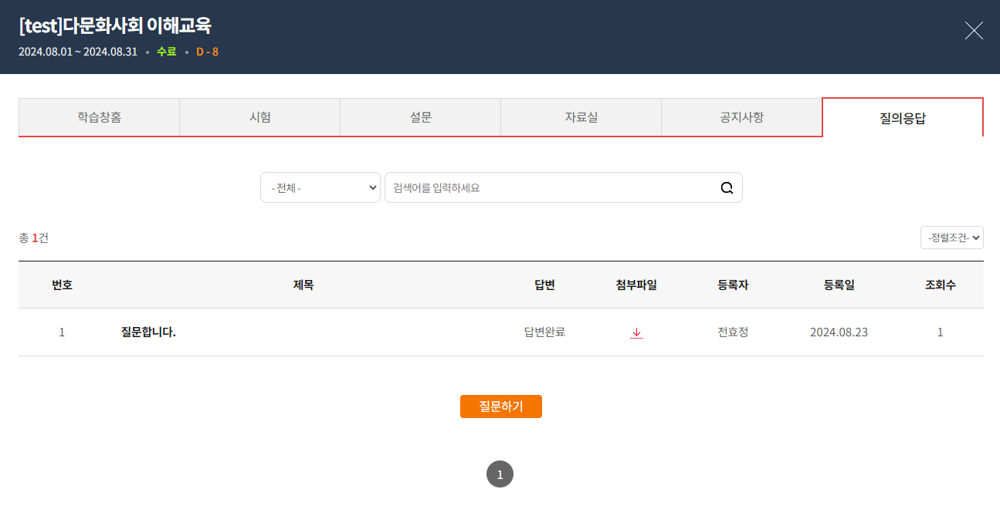 [test]다문화사회 이해교육
2024.08.01 ~ 2024.08.31 • 수료 • D - 8
학습창홈 시험 설문 자료실 공지사항 질의응답
- 전체 - 검색어를 입력하세요
총 1건 -정렬조건-
번호 제목 답변 첨부파일 등록자 등록일 조회수
1 질문합니다. 답변완료 전효정 2024.08.23 1
질문하기
1